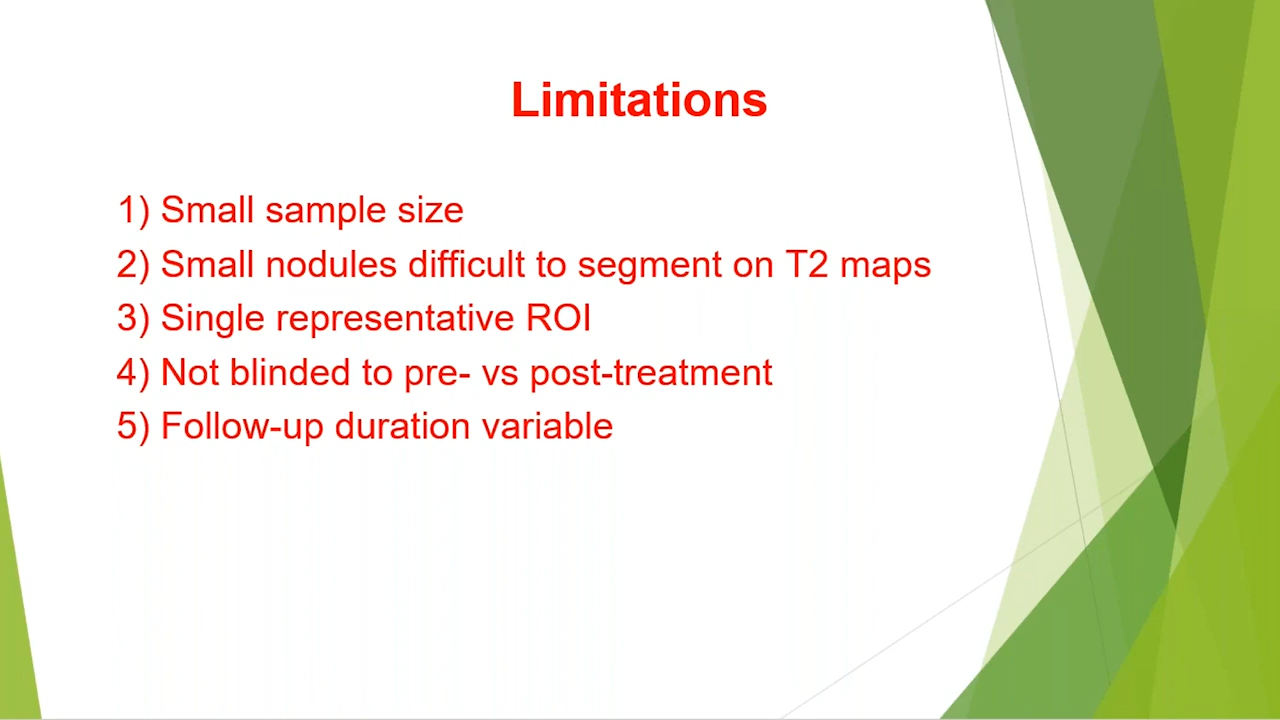 Limitations
1) Small sample size
2) Small nodules difficult to segment on T2 maps
3) Single representative ROI
4) Not blinded to pre- vs post-treatment
5) Follow-up duration variable